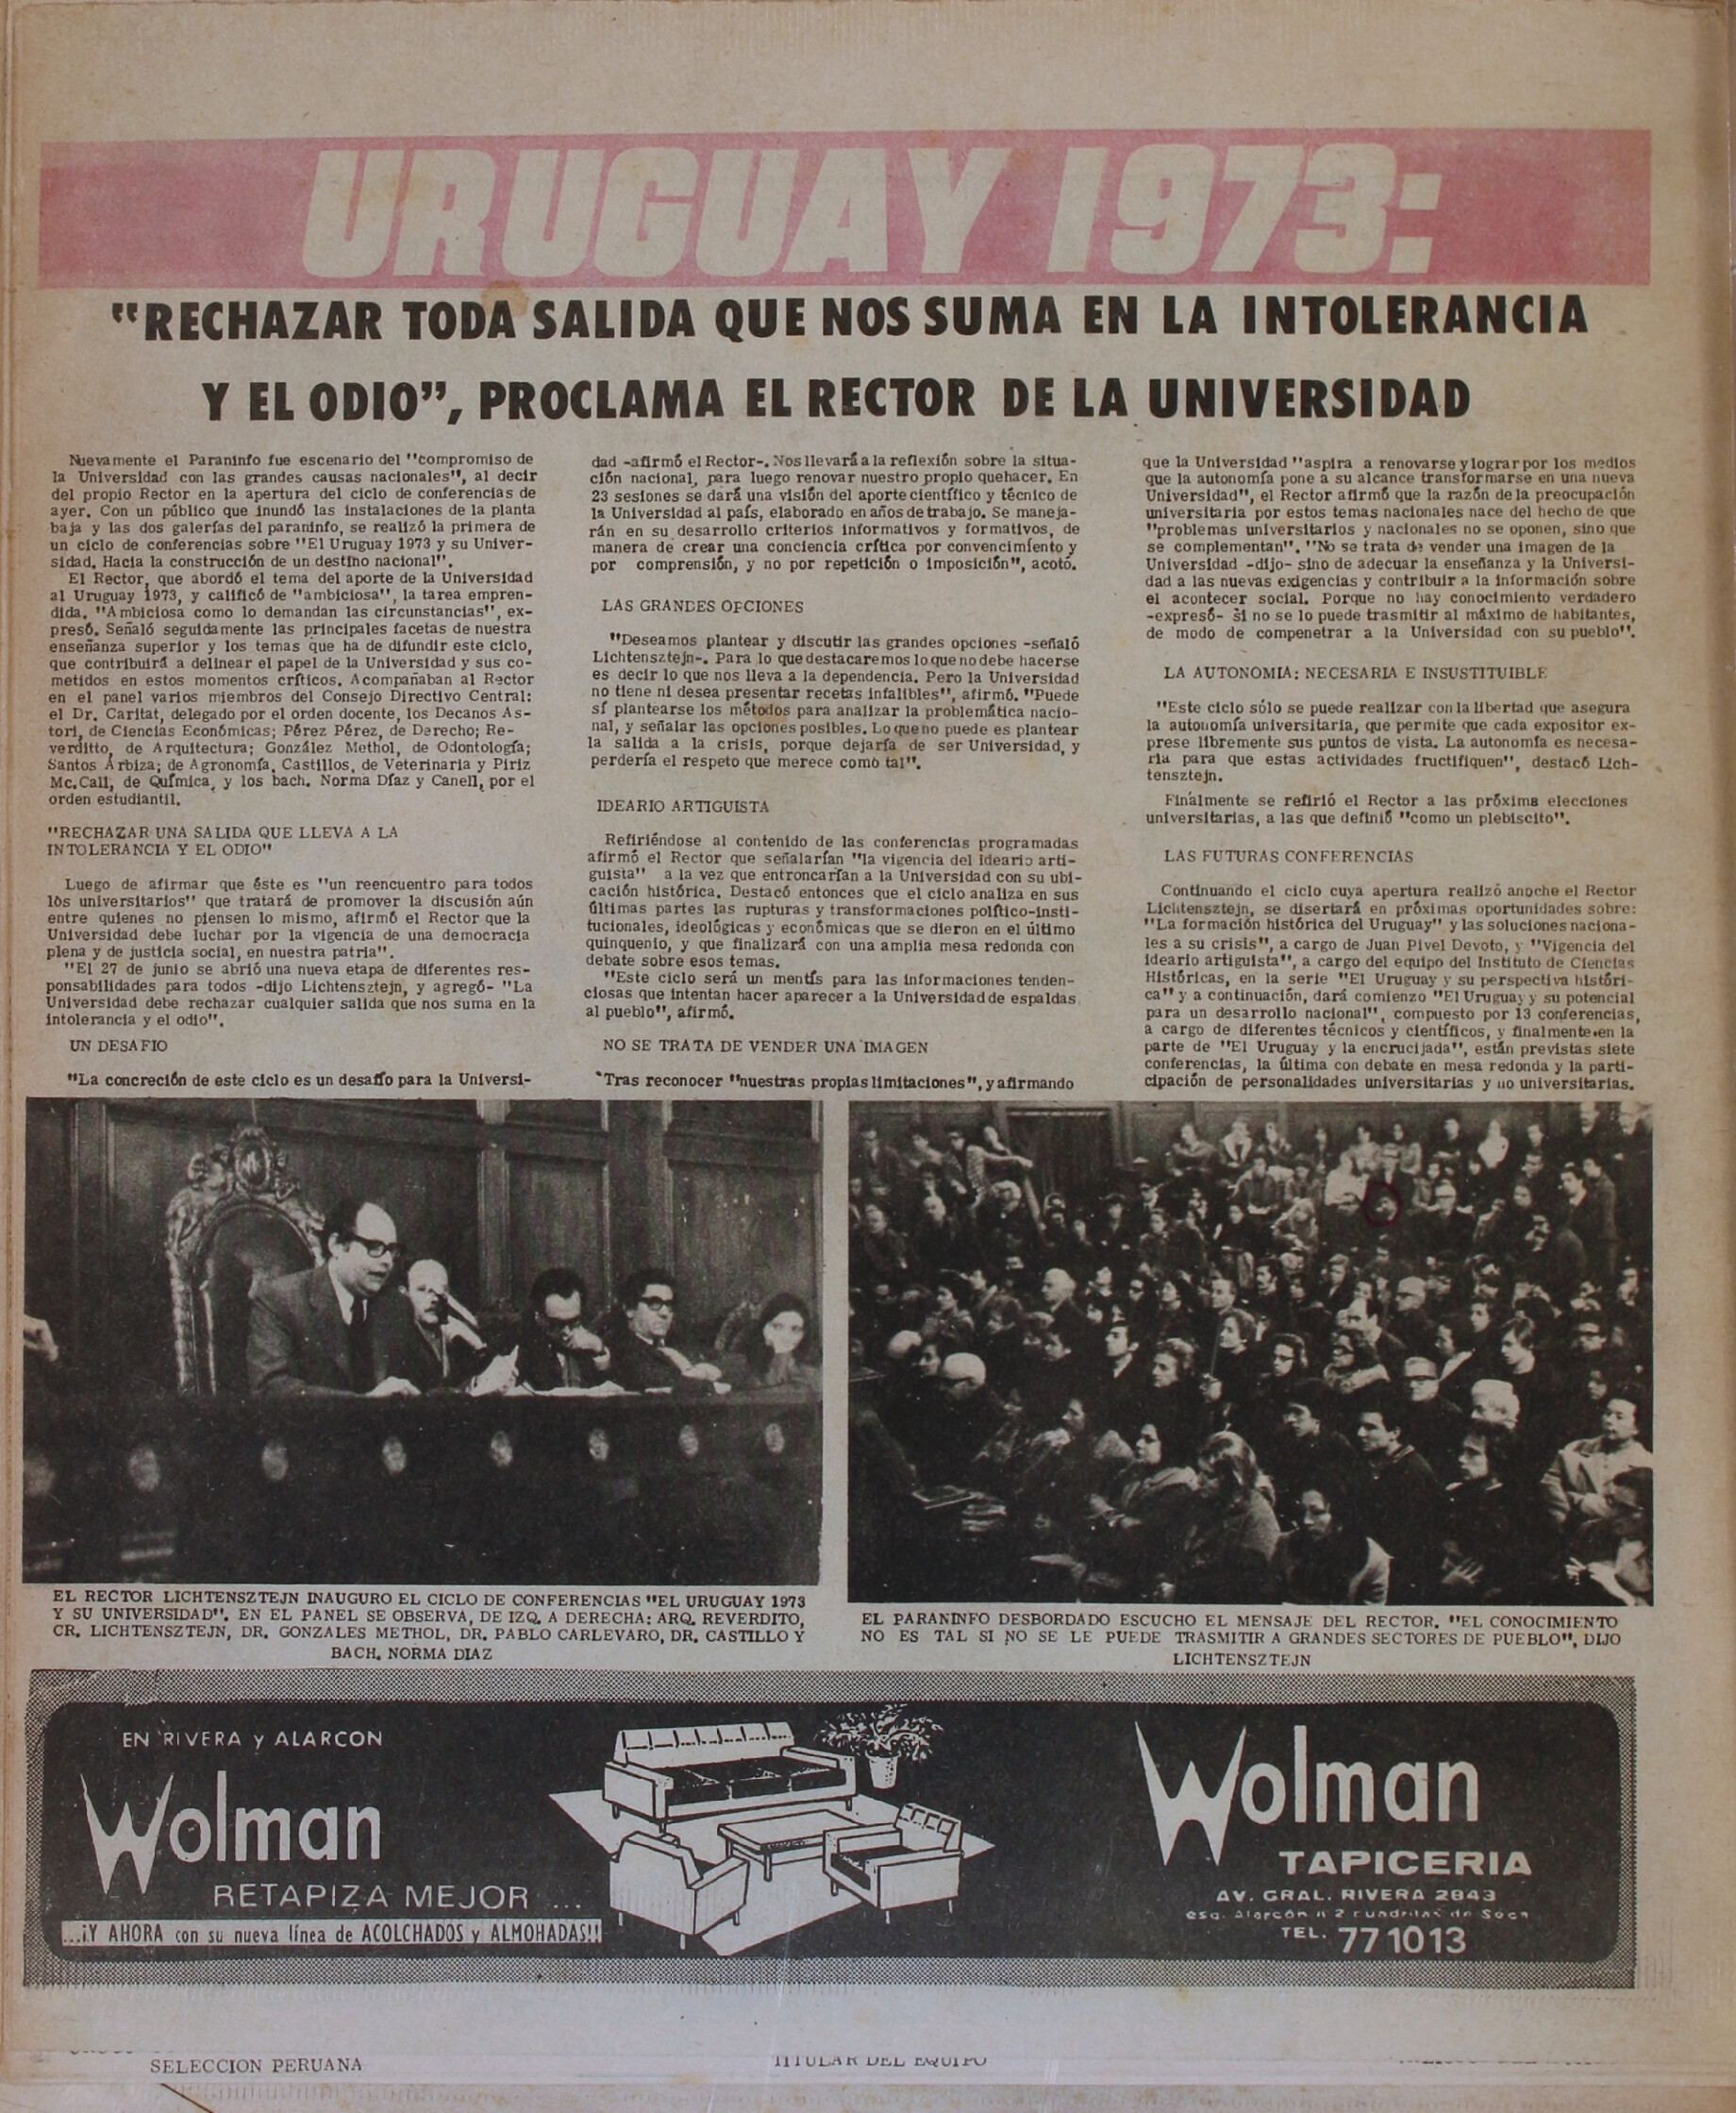 URUGUAY 1973:
"RECHAZAR TODA SALIDA QUE NOS SUMA EN LA INTOLERANCIA
Y EL ODIO", PROCLAMA EL RECTOR DE LA UNIVERSIDAD
Nuevamente el Paraninfo fue escenario del "compromiso de
la Universidad con las grandes causas nacionales", al decir
del propio Rector en la apertura del ciclo de conferencias de
ayer. Con un público que inundó las instalaciones de la planta
baja y las dos galerías del paraninfo, se realizó la primera de
un ciclo de conferencias sobre "El Uruguay 1973 y su Univer-
sidad. Hacia la construcción de un destino nacional".
El Rector, que abordó el tema del aporte de la Universidad
al Uruguay 1973, y calificó de "ambiciosa", la tarea empren-
dida. "Ambiciosa como lo demandan las circunstancias", ex-
presó. Señaló seguidamente las principales facetas de nuestra
enseñanza superior y los temas que ha de difundir este ciclo,
que contribuirá a delinear el papel de la Universidad y sus co-
metidos en estos momentos críticos. Acompañaban al Rector
en el panel varios miembros del Consejo Directivo Central:
el Dr. Caritat, delegado por el orden docente, los Decanos As-
tori, de Ciencias Económicas; Pérez Pérez, de Derecho; Re-
verditto, de Arquitectura; González Methol, de Odontología;
Santos Arbiza; de Agronomía, Castillos, de Veterinaria y Piriz
Mc.Call, de Química, y los bach. Norma Díaz y Canell, por el
orden estudiantil.
"RECHAZAR UNA SALIDA QUE LLEVA A LA
INTOLERANCIA Y EL ODIO"
Luego de afirmar que éste es "un reencuentro para todos
lòs universitarios" que tratará de promover la discusión aún
entre quienes no piensen lo mismo, afirmó el Rector que la
Universidad debe luchar por la vigencia de una democracia
plena y de justicia social, en nuestra patria".
"El 27 de junio se abrió una nueva etapa de diferentes res-
ponsabilidades para todos -dijo Lichtensztejn, y agregó- "La
Universidad debe rechazar cualquier salida que nos suma en la
intolerancia y el odio".
UN DESAFIO
"La concreción de este ciclo es un desafío para la Universi-
dad -afirmó el Rector-. Nos llevará a la reflexión sobre la situa-
ción nacional, para luego renovar nuestro propio quehacer. En
23 sesiones se dará una visión del aporte científico y técnico de
la Universidad al país, elaborado en años de trabajo. Se maneja-
rán en su desarrollo criterios informativos y formativos, de
manera de crear una conciencia crítica por convencimiento y
por comprensión, y no por repetición o imposición", acotó.
LAS GRANDES OPCIONES
"Deseamos plantear y discutir las grandes opciones -señaló
Lichtensztejn-. Para lo que destacaremos lo que no debe hacerse
es decir lo que nos lleva a la dependencia. Pero la Universidad
no tiene ni desea presentar recetas infalibles", afirmó. "Puede
sí plantearse los métodos para analizar la problemática nacio-
nal, y señalar las opciones posibles. Lo que no puede es plantear
la salida a la crisis, porque dejaría de ser Universidad, y
perdería el respeto que merece como tal".
IDEARIO ARTIGUISTA
Refiriéndose al contenido de las conferencias programadas
afirmó el Rector que señalarían "la vigencia del ideario arti-
guista" a la vez que entroncarían a la Universidad con su ubi-
cación histórica. Destacó entonces que el ciclo analiza en sus
últimas partes las rupturas y transformaciones político-insti-
tucionales, ideológicas y económicas que se dieron en el último
quinquenio, y que finalizará con una amplia mesa redonda con
debate sobre esos temas.
"Este ciclo será un mentís para las informaciones tenden-
ciosas que intentan hacer aparecer a la Universidad de espaldas
al pueblo", afirmó.
NO SE TRATA DE VENDER UNA IMAGEN
Tras reconocer "nuestras propias limitaciones", y afirmando
que la Universidad "aspira a renovarse y lograr por los medios
que la autonomía pone a su alcance transformarse en una nueva
Universidad", el Rector afirmó que la razón de la preocupación
universitaria por estos temas nacionales nace del hecho de que
"problemas universitarios y nacionales no se oponen, sino que
se complementan". "No se trata de vender una imagen de la
Universidad -dijo- sino de adecuar la enseñanza y la Universi-
dad a las nuevas exigencias y contribuir a la información sobre
el acontecer social. Porque no hay conocimiento verdadero
-expresó- si no se lo puede trasmitir al máximo de habitantes,
de modo de compenetrar a la Universidad con su pueblo".
LA AUTONOMIA: NECESARIA E INSUSTITUIBLE
"Este ciclo sólo se puede realizar con la libertad que asegura
la autonomía universitaria, que permite que cada expositor ex-
prese libremente sus puntos de vista. La autonomía es necesa-
ria para que estas actividades fructifiquen", destacó Lich-
tensztejn.
Finalmente se refirió el Rector a las próxima elecciones
universitarias, a las que definió "como un plebiscito".
LAS FUTURAS CONFERENCIAS
Continuando el ciclo cuya apertura realizó anoche el Rector
Lichtensztejn, se disertará en próximas oportunidades sobre:
"La formación histórica del Uruguay" y las soluciones naciona-
les a su crisis", a cargo de Juan Pivel Devoto, y "Vigencia del
ideario artiguista", a cargo del equipo del Instituto de Ciencias
Históricas, en la serie "El Uruguay y su perspectiva históri-
ca" y a continuación, dará comienzo "El Uruguay y su potencial
para un desarrollo nacional", compuesto por 13 conferencias,
a cargo de diferentes técnicos y científicos, y finalmente en la
parte de "El Uruguay y la encrucijada", están previstas siete
conferencias, la última con debate en mesa redonda y la parti-
cipación de personalidades universitarias y no universitarias.
EL RECTOR LICHTENSZTEJN INAUGURO EL CICLO DE CONFERENCIAS "EL URUGUAY 1973
Y SU UNIVERSIDAD". EN EL PANEL SE OBSERVA, DE IZQ. A DERECHA: ARQ. REVERDITO,
CR. LICHTENSZTEJN, DR. GONZALES METHOL, DR. PABLO CARLEVARO, DR. CASTILLO Y
BACH. NORMA DIAZ
EL PARANINFO DESBORDADO ESCUCHO EL MENSAJE DEL RECTOR. "EL CONOCIMIENTO
NO ES TAL SI NO SE LE PUEDE TRASMITIR A GRANDES SECTORES DE PUEBLO", DIJO
LICHTENSZTEJN
EN RIVERA y ALARCON
Wolman
RETAPIZA MEJOR ...
...¡Y AHORA con su nueva línea de ACOLCHADOS y ALMOHADAS!!
Wolman
TAPICERIA
AV. GRAL. RIVERA 2843
esq. Alarcón a 2 cuadritas de Soca
TEL. 77 1013
SELECCION PERUANA
TITULAR DEL EQUIPO